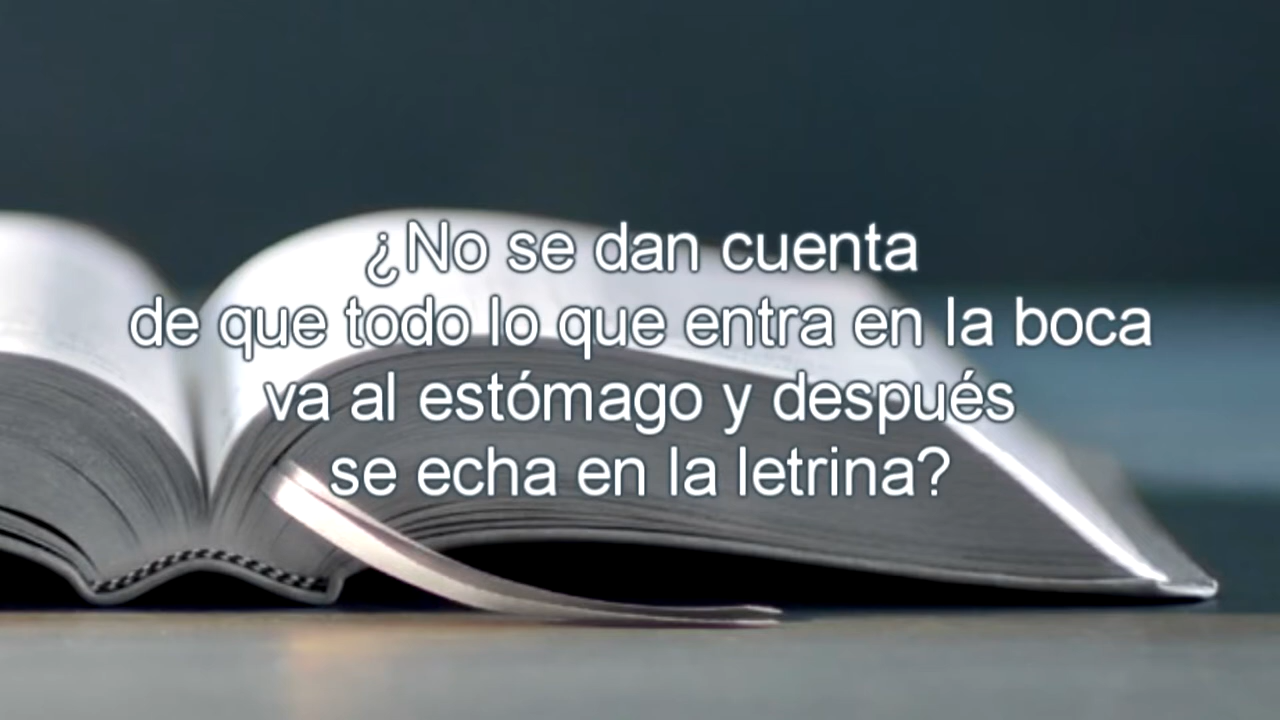 ¿No se dan cuenta
de que todo lo que entra en la boca
va al estómago y después
se echa en la letrina?